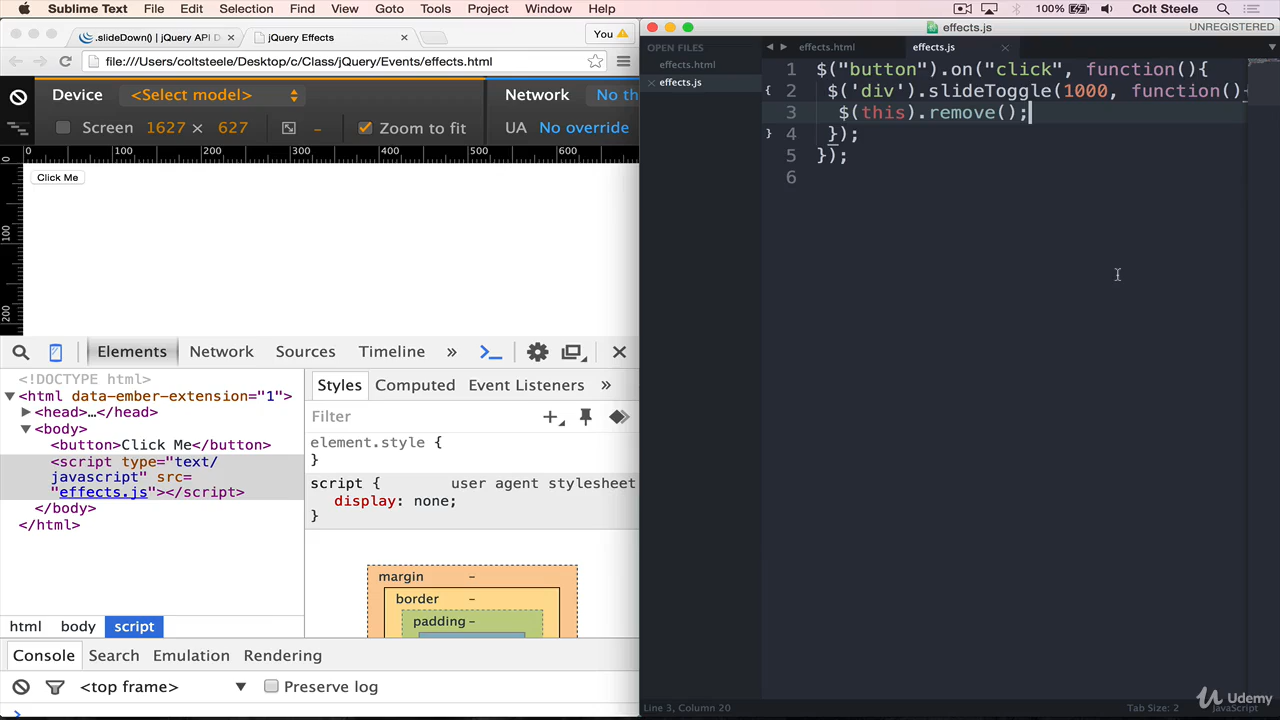 Sublime Text File Edit Selection Find View Goto Tools Project Window Help 100% Colt Steele
.slideDown() | jQuery API D × jQuery Effects × You
file:///Users/coltsteele/Desktop/c/Class/jQuery/Events/effects.html
Device <Select model> Network No th
Screen 1627 × 627 – Zoom to fit UA No override
0 100 200 300 400 500 600
0
100
200
Click Me
Elements Network Sources Timeline »
<!DOCTYPE html>
<html data-ember-extension="1">
<head>…</head>
<body>
<button>Click Me</button>
<script type="text/
javascript" src=
"effects.js"></script>
</body>
</html>
html body script
Styles Computed Event Listeners »
Filter
element.style {
}
script { user agent stylesheet
display: none;
}
margin –
border –
padding –
Console Search Emulation Rendering
<top frame> Preserve log
effects.js UNREGISTERED
OPEN FILES
effects.html
effects.js
effects.html effects.js
1 $("button").on("click", function(){
2 $('div').slideToggle(1000, function(){
3 $(this).remove();
4 });
5 });
6
Line 3, Column 20 Tab Size: 2 JavaScript
Udemy